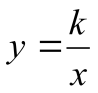 y = k/x